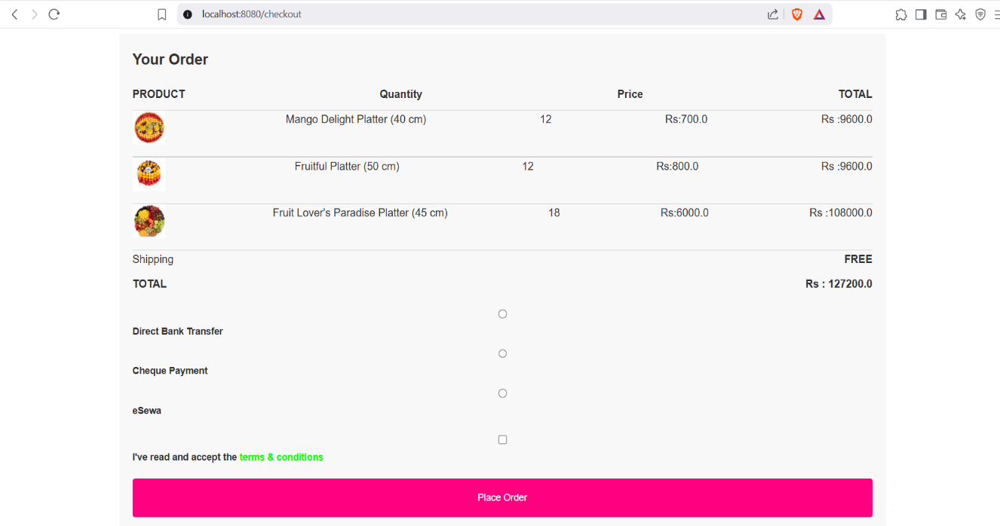 localhost:8080/checkout
Your Order
PRODUCT Quantity Price TOTAL
Mango Delight Platter (40 cm) 12 Rs:700.0 Rs :9600.0
Fruitful Platter (50 cm) 12 Rs:800.0 Rs :9600.0
Fruit Lover's Paradise Platter (45 cm) 18 Rs:6000.0 Rs :108000.0
Shipping FREE
TOTAL Rs : 127200.0
Direct Bank Transfer
Cheque Payment
eSewa
I've read and accept the terms & conditions
Place Order